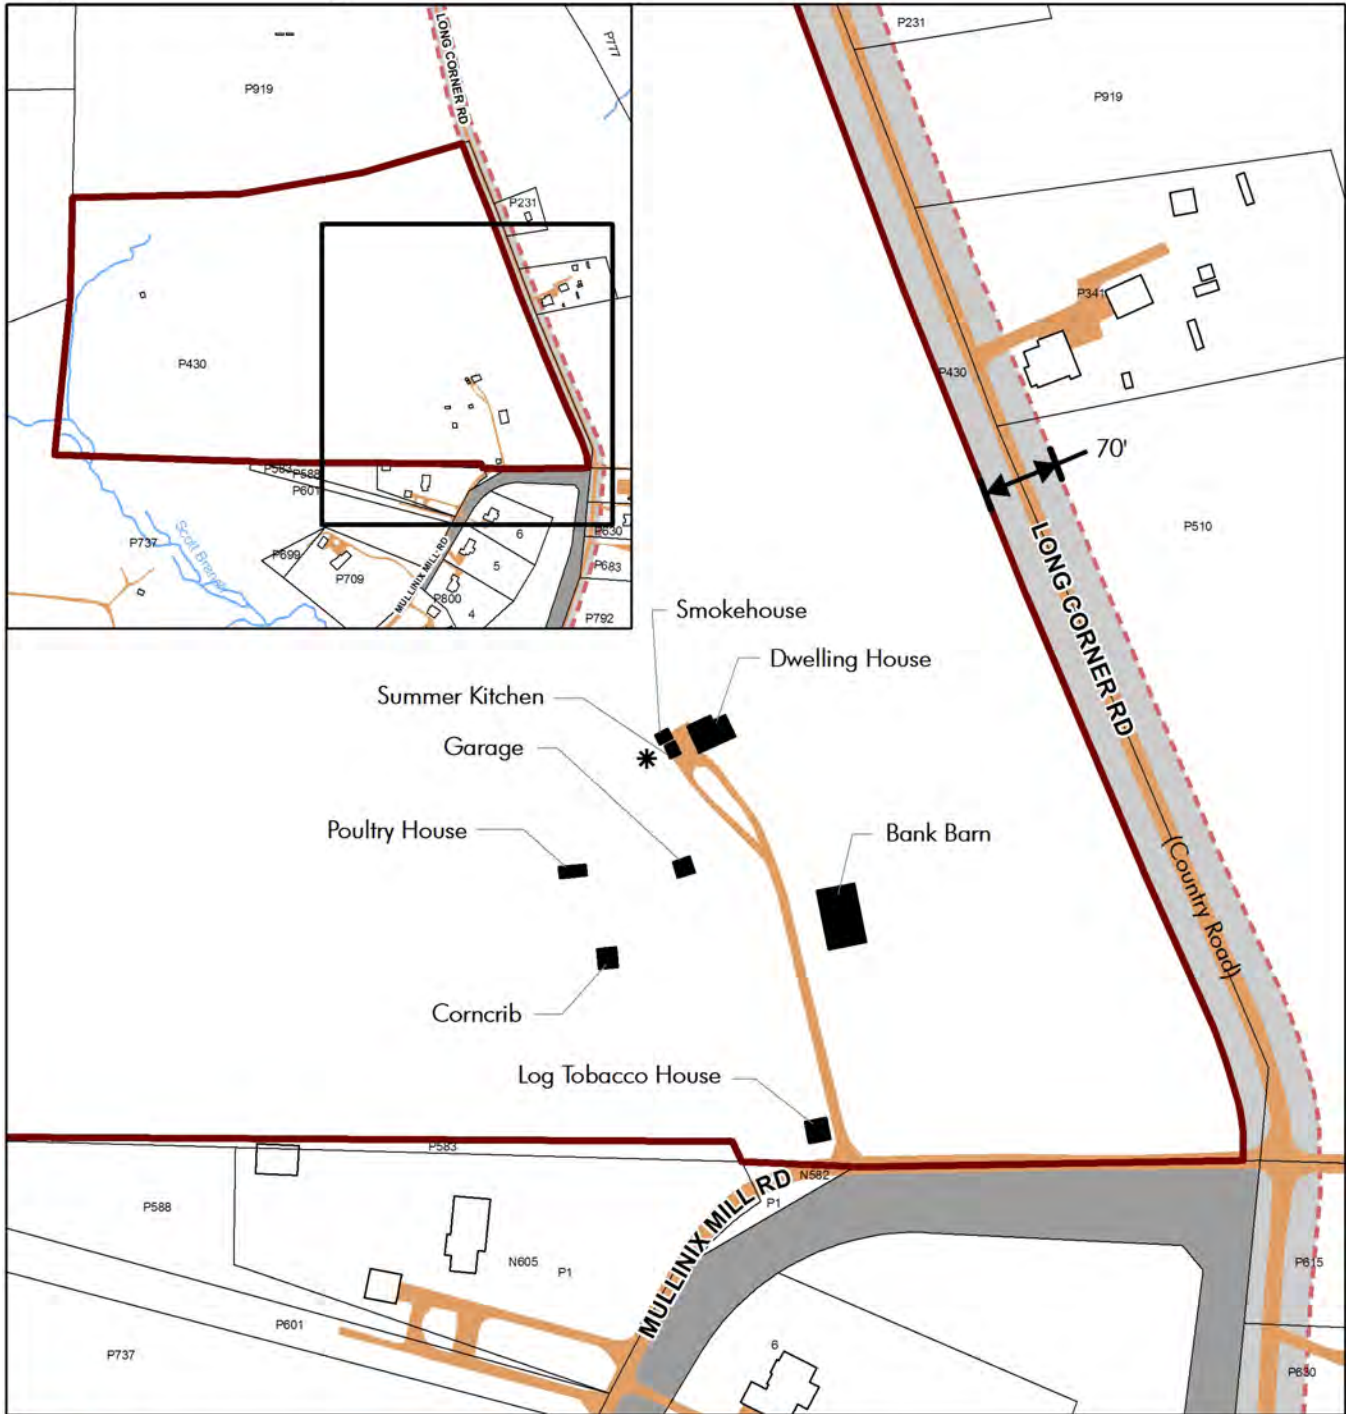 P919
LONG CORNER RD
P777
P231
P430
P583
P588
P601
P737
Scott Branch
P699
P709
MULLINIX MILL RD
P800
6
5
4
P630
P683
P792
P231
P919
P341
P430
70'
P510
LONG CORNER RD
(Country Road)
Smokehouse
Dwelling House
Summer Kitchen
Garage
Poultry House
Bank Barn
Corncrib
Log Tobacco House
P583
N582
P1
MULLINIX MILL RD
P588
N605
P1
P615
P601
P737
6
P630